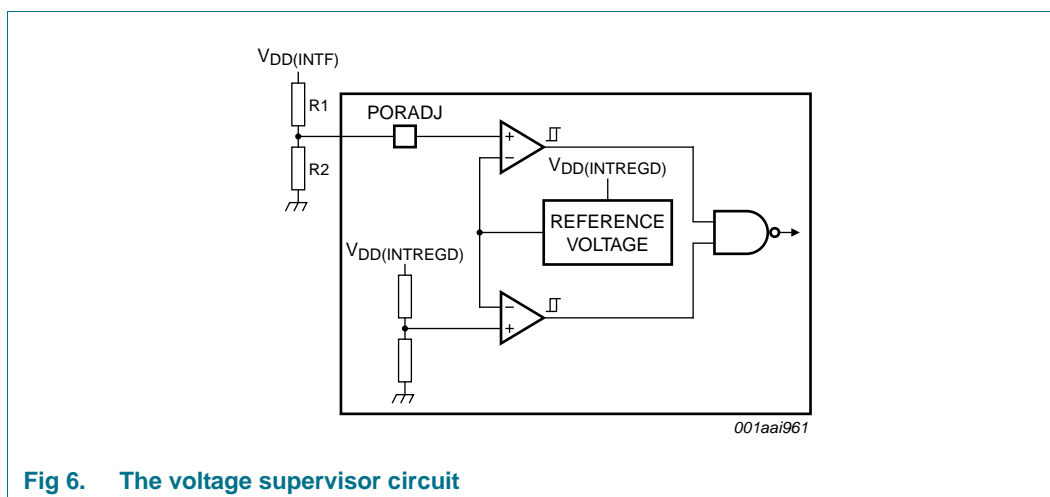 VDD(INTF)
R1
PORADJ
+
−
R2
VDD(INTREGD)
REFERENCE
VOLTAGE
VDD(INTREGD)
−
+
001aai961
Fig 6. The voltage supervisor circuit